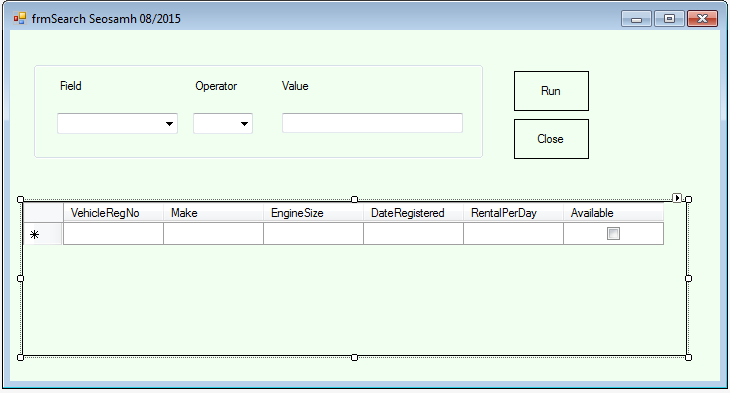 frmSearch Seosamh 08/2015
Field Operator Value
Run
Close
VehicleRegNo Make EngineSize DateRegistered RentalPerDay Available